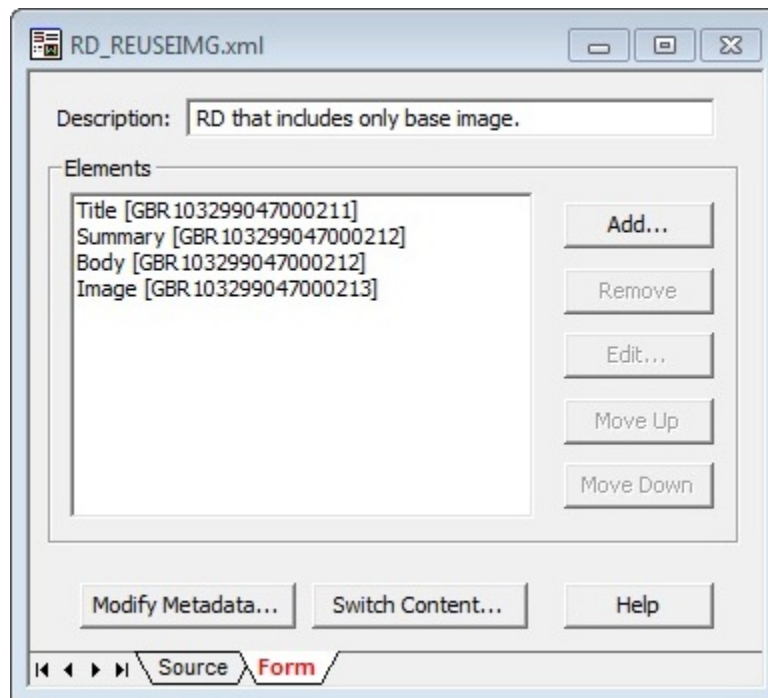 RD_REUSEIMG.xml
Description: RD that includes only base image.
Elements
Title [GBR103299047000211]
Summary [GBR103299047000212]
Body [GBR103299047000212]
Image [GBR103299047000213]
Add...
Remove
Edit...
Move Up
Move Down
Modify Metadata... Switch Content... Help
Source Form